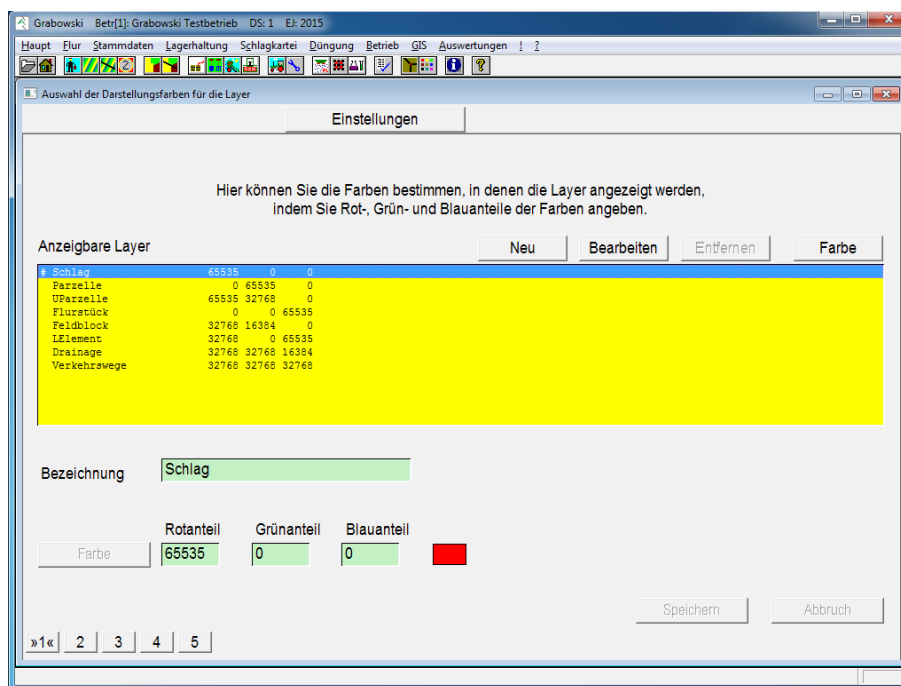 Grabowski Betr[1]: Grabowski Testbetrieb DS: 1 EJ: 2015
Haupt Flur Stammdaten Lagerhaltung Schlagkartei Düngung Betrieb GIS Auswertungen ! ?
Auswahl der Darstellungsfarben für die Layer
Einstellungen
Hier können Sie die Farben bestimmen, in denen die Layer angezeigt werden,
indem Sie Rot-, Grün- und Blauanteile der Farben angeben.
Anzeigbare Layer Neu Bearbeiten Entfernen Farbe
# Schlag 65535 0 0
Parzelle 0 65535 0
UParzelle 65535 32768 0
Flurstück 0 0 65535
Feldblock 32768 16384 0
LElement 32768 0 65535
Drainage 32768 32768 16384
Verkehrswege 32768 32768 32768
Bezeichnung Schlag
Rotanteil Grünanteil Blauanteil
Farbe 65535 0 0
Speichern Abbruch
»1« 2 3 4 5